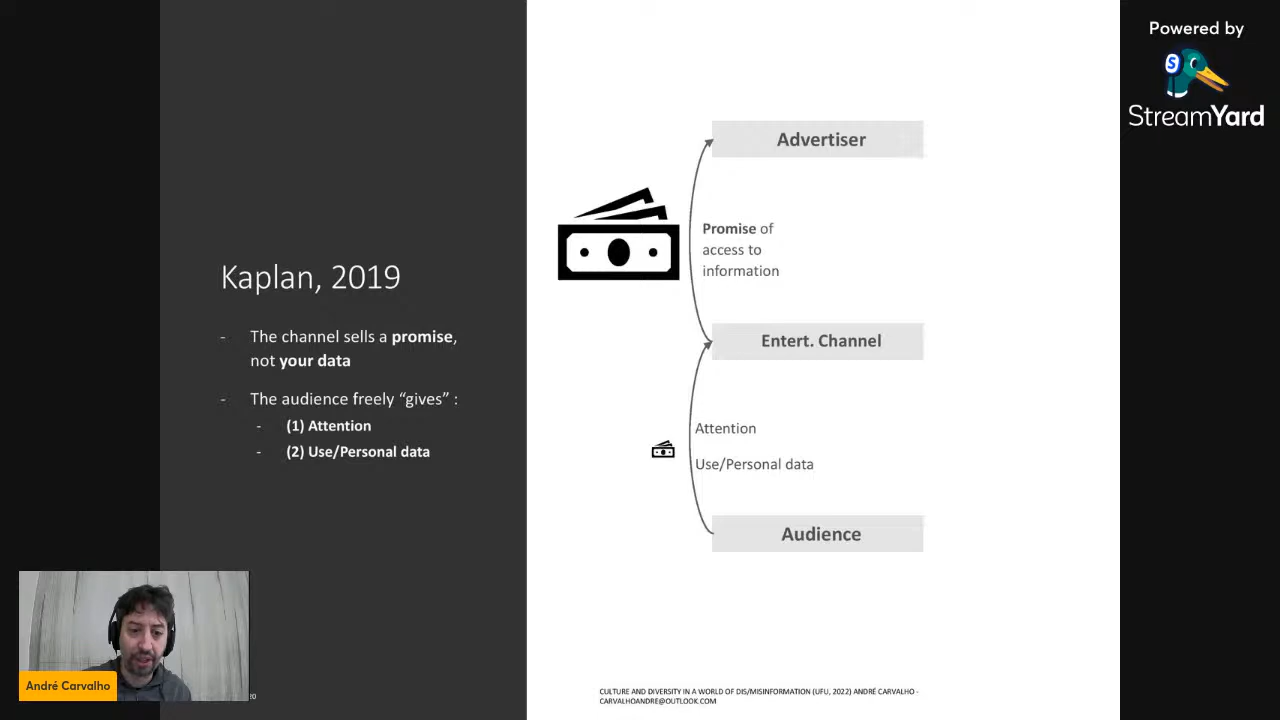 Powered by
StreamYard
Kaplan, 2019
- The channel sells a promise,
not your data
- The audience freely “gives” :
- (1) Attention
- (2) Use/Personal data
Advertiser
Promise of
access to
information
Entert. Channel
Attention
Use/Personal data
Audience
André Carvalho
CULTURE AND DIVERSITY IN A WORLD OF DIS/MISINFORMATION (UFU, 2022) ANDRÉ CARVALHO -
CARVALHOANDRE@OUTLOOK.COM